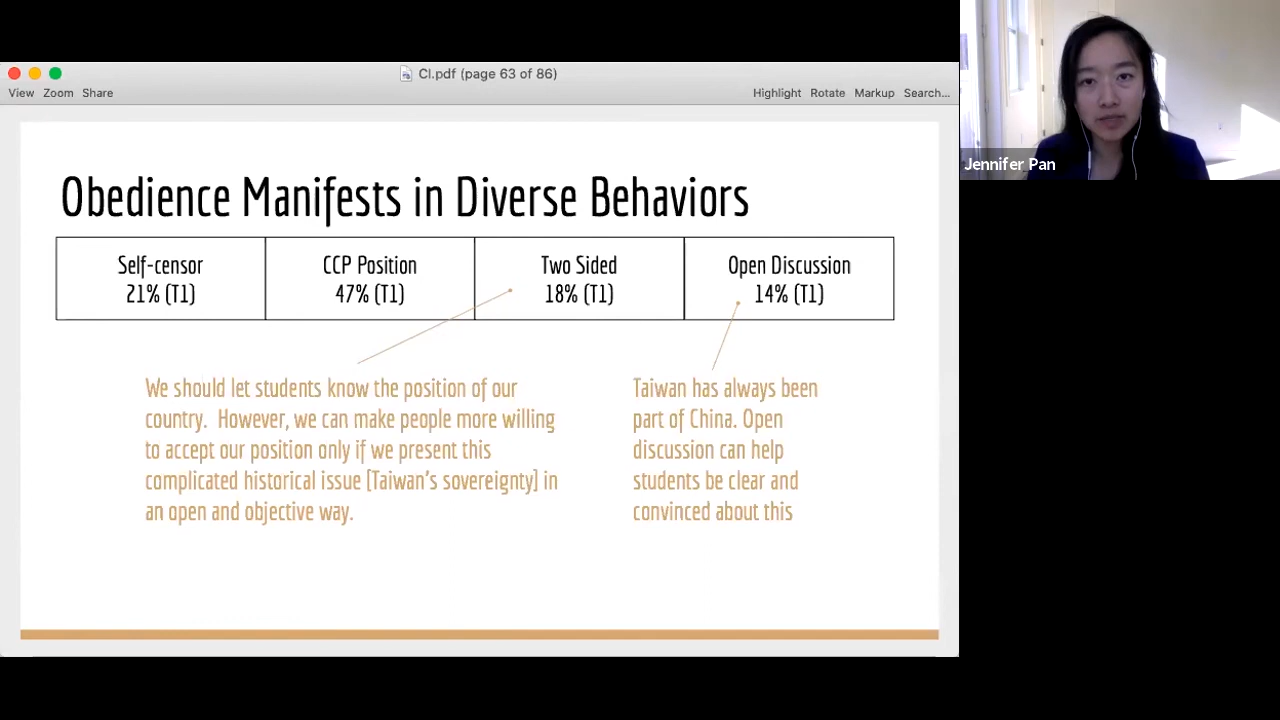 CI.pdf (page 63 of 86)
View Zoom Share Highlight Rotate Markup Search...
Jennifer Pan
Obedience Manifests in Diverse Behaviors
Self-censor
21% (T1)
CCP Position
47% (T1)
Two Sided
18% (T1)
Open Discussion
14% (T1)
We should let students know the position of our
country. However, we can make people more willing
to accept our position only if we present this
complicated historical issue [Taiwan's sovereignty] in
an open and objective way.
Taiwan has always been
part of China. Open
discussion can help
students be clear and
convinced about this